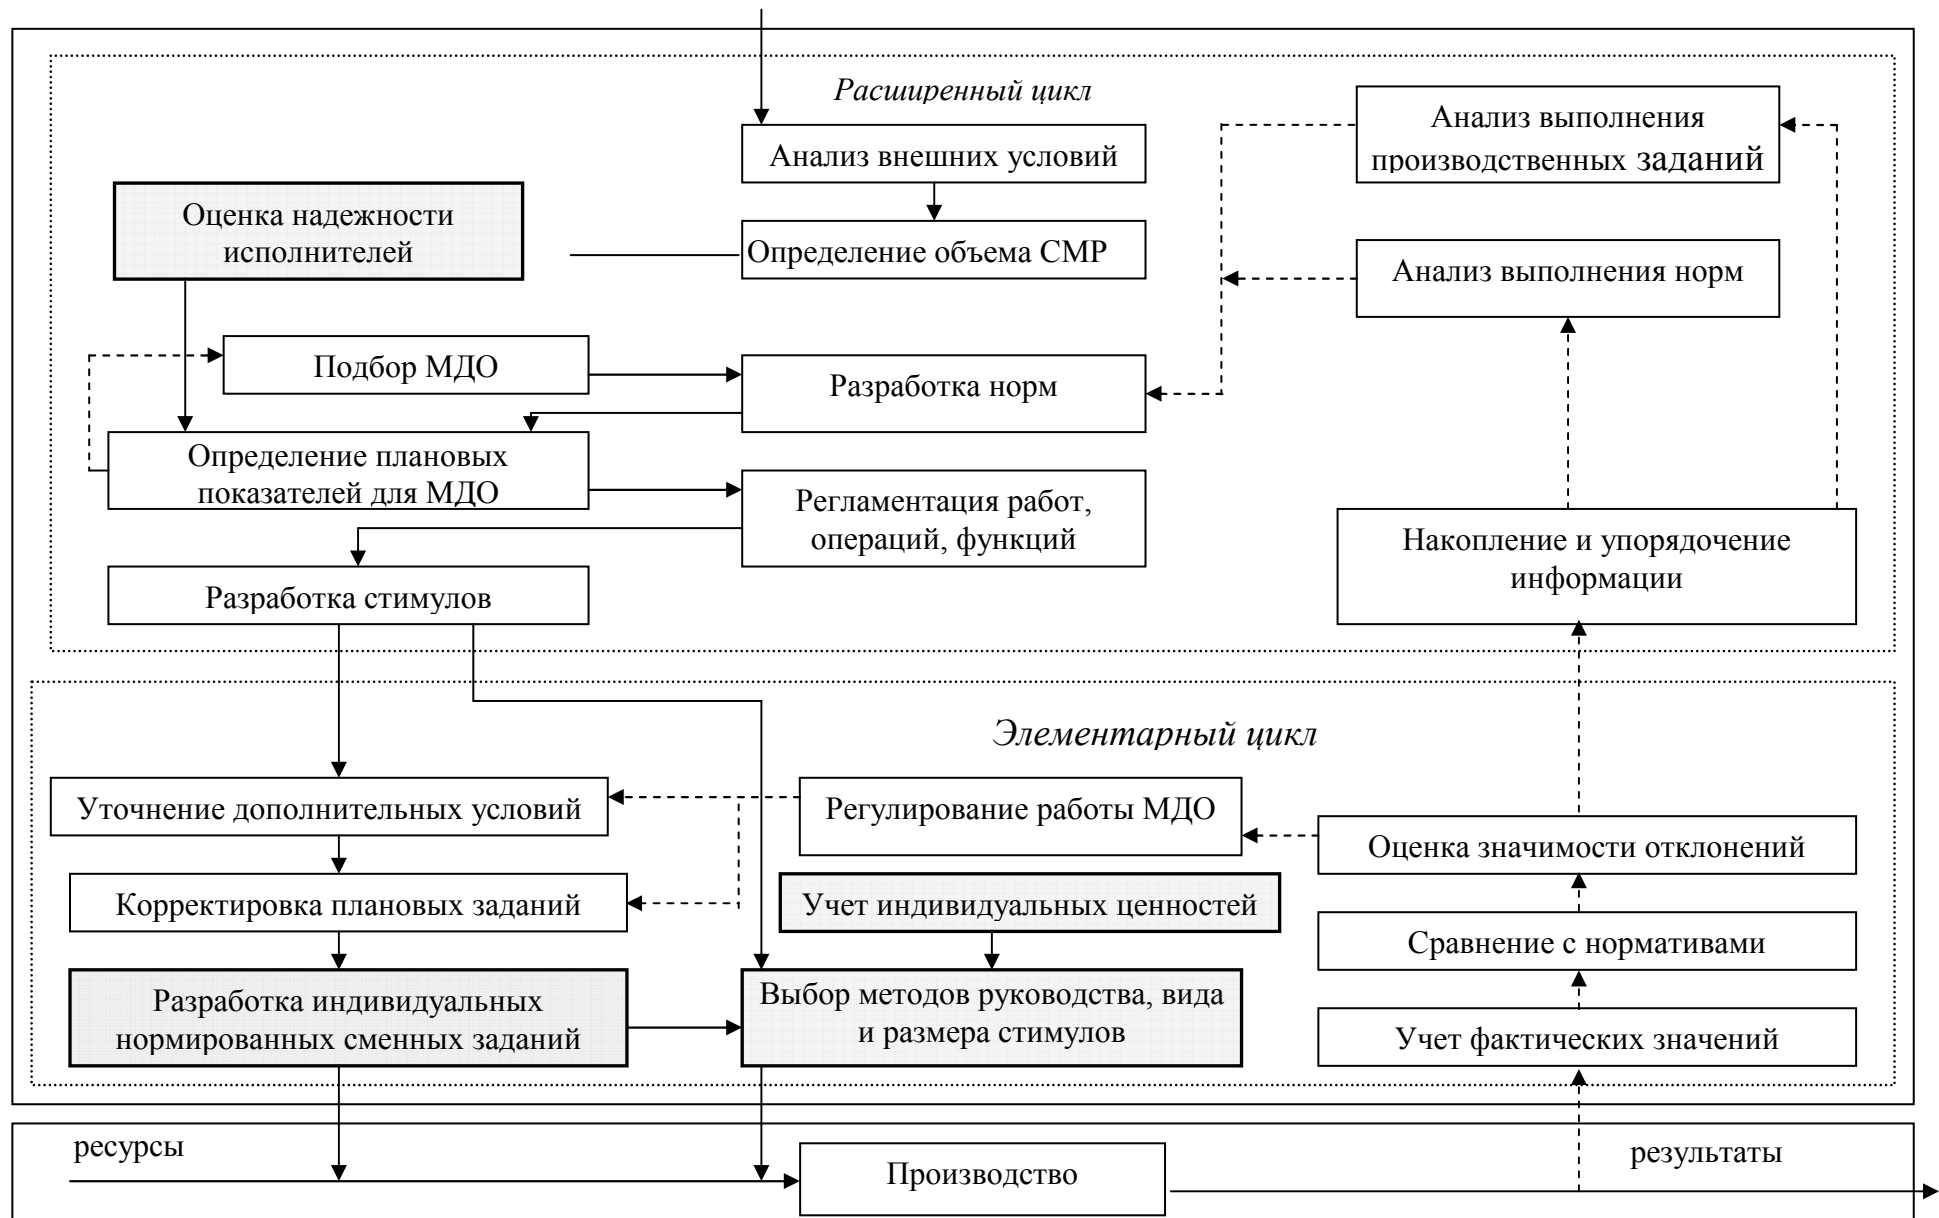 Расширенный цикл
Анализ внешних условий
Анализ выполнения
производственных заданий
Оценка надежности
исполнителей
Определение объема СМР
Анализ выполнения норм
Подбор МДО
Разработка норм
Определение плановых
показателей для МДО
Регламентация работ,
операций, функций
Накопление и упорядочение
информации
Разработка стимулов
Элементарный цикл
Уточнение дополнительных условий
Регулирование работы МДО
Оценка значимости отклонений
Корректировка плановых заданий
Учет индивидуальных ценностей
Сравнение с нормативами
Разработка индивидуальных
нормированных сменных заданий
Выбор методов руководства, вида
и размера стимулов
Учет фактических значений
ресурсы
Производство
результаты